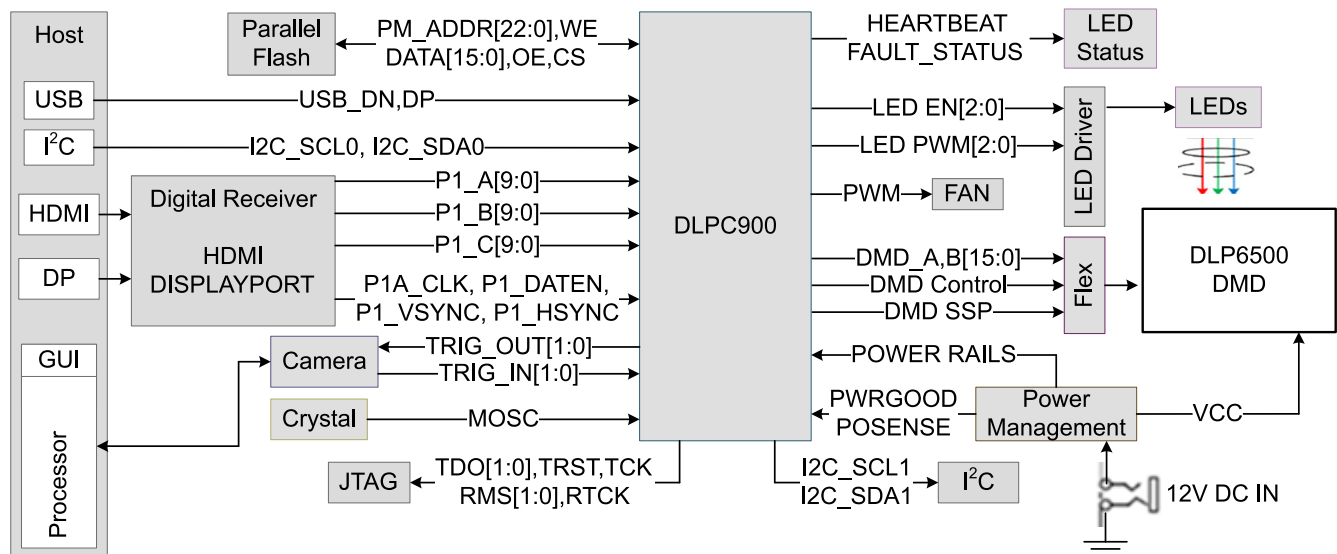 Host
Parallel
Flash
PM_ADDR[22:0],WE
DATA[15:0],OE,CS
HEARTBEAT
FAULT_STATUS
LED
Status
USB
USB_DN,DP
LED EN[2:0]
LEDs
I²C
I2C_SCL0, I2C_SDA0
LED PWM[2:0]
LED Driver
Digital Receiver
HDMI
DISPLAYPORT
P1_A[9:0]
P1_B[9:0]
P1_C[9:0]
DLPC900
PWM
FAN
HDMI
DP
P1A_CLK, P1_DATEN,
P1_VSYNC, P1_HSYNC
DMD_A,B[15:0]
DMD Control
DMD SSP
Flex
DLP6500
DMD
GUI
Processor
Camera
TRIG_OUT[1:0]
TRIG_IN[1:0]
POWER RAILS
Crystal
MOSC
PWRGOOD
POSENSE
Power
Management
VCC
JTAG
TDO[1:0],TRST,TCK
RMS[1:0],RTCK
I2C_SCL1
I2C_SDA1
I²C
12V DC IN